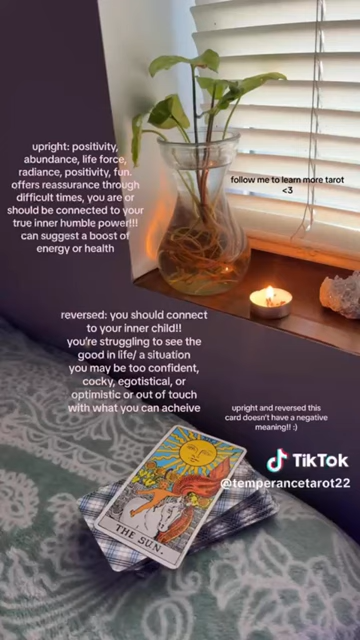 upright: positivity,
abundance, life force,
radiance, positivity, fun.
offers reassurance through
difficult times, you are or
should be connected to your
true inner humble power!!!
can suggest a boost of
energy or health
follow me to learn more tarot
<3
reversed: you should connect
to your inner child!!
you're struggling to see the
good in life/ a situation
you may be too confident,
cocky, egotistical, or
optimistic or out of touch
with what you can acheive
upright and reversed this
card doesn't have a negative
meaning!! :)
TikTok
@temperancetarot22
THE SUN.